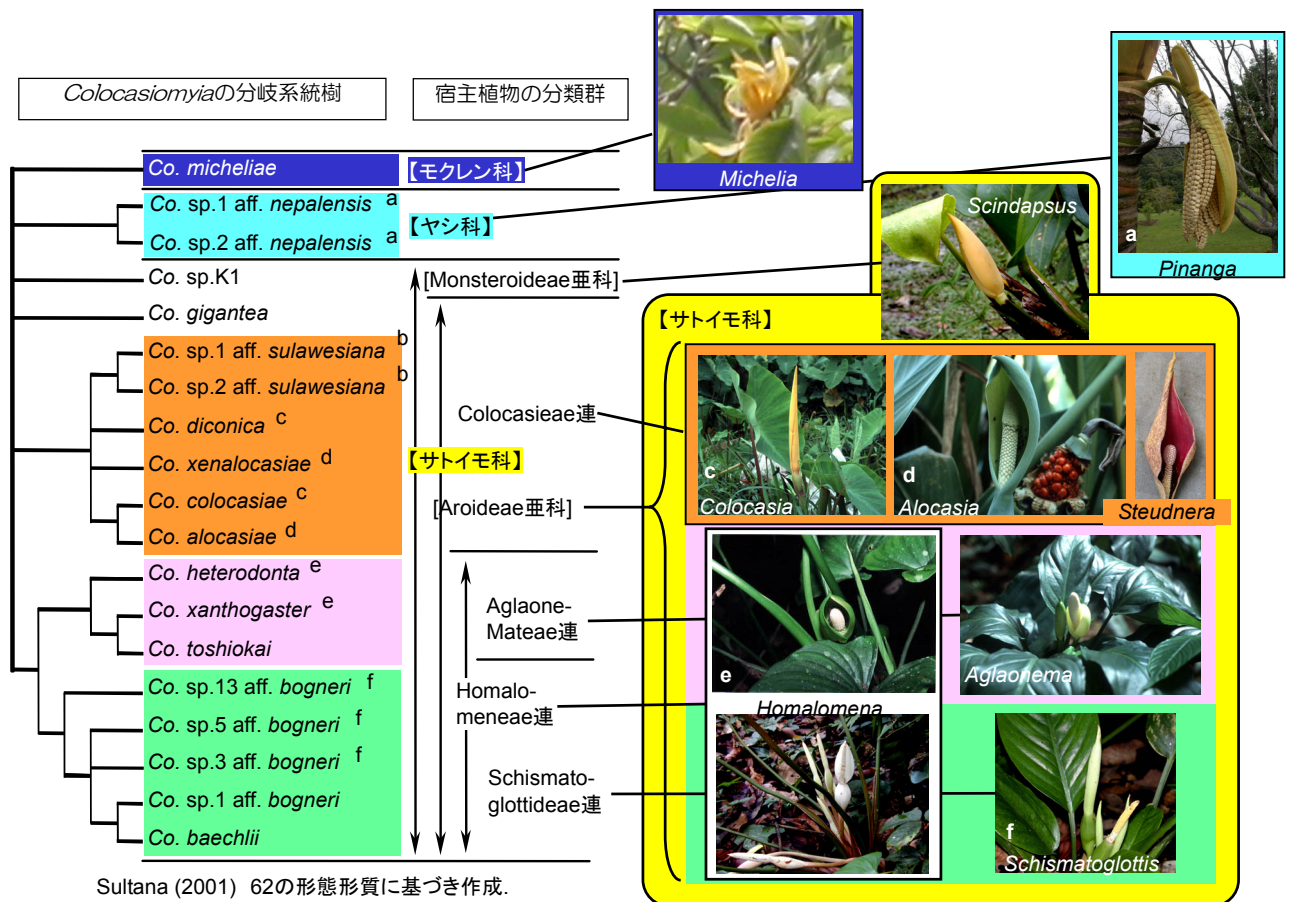 Colocasiomyiaの分岐系統樹
宿主植物の分類群
Co. micheliae
【モクレン科】
Michelia
Co. sp.1 aff. nepalensis a
Co. sp.2 aff. nepalensis a
【ヤシ科】
a
Pinanga
Co. sp.K1
[Monsteroideae亜科]
Scindapsus
Co. gigantea
【サトイモ科】
Co. sp.1 aff. sulawesiana b
Co. sp.2 aff. sulawesiana b
Co. diconica c
Co. xenalocasiae d
Co. colocasiae c
Co. alocasiae d
Colocasieae連
【サトイモ科】
[Aroideae亜科]
c
Colocasia
d
Alocasia
Steudnera
Co. heterodonta e
Co. xanthogaster e
Co. toshiokai
Aglaone-
Mateae連
e
Homalomena
Aglaonema
Co. sp.13 aff. bogneri f
Co. sp.5 aff. bogneri f
Co. sp.3 aff. bogneri f
Co. sp.1 aff. bogneri
Co. baechlii
Homalo-
meneae連
Schismato-
glottideae連
f
Schismatoglottis
Sultana (2001) 62の形態形質に基づき作成.